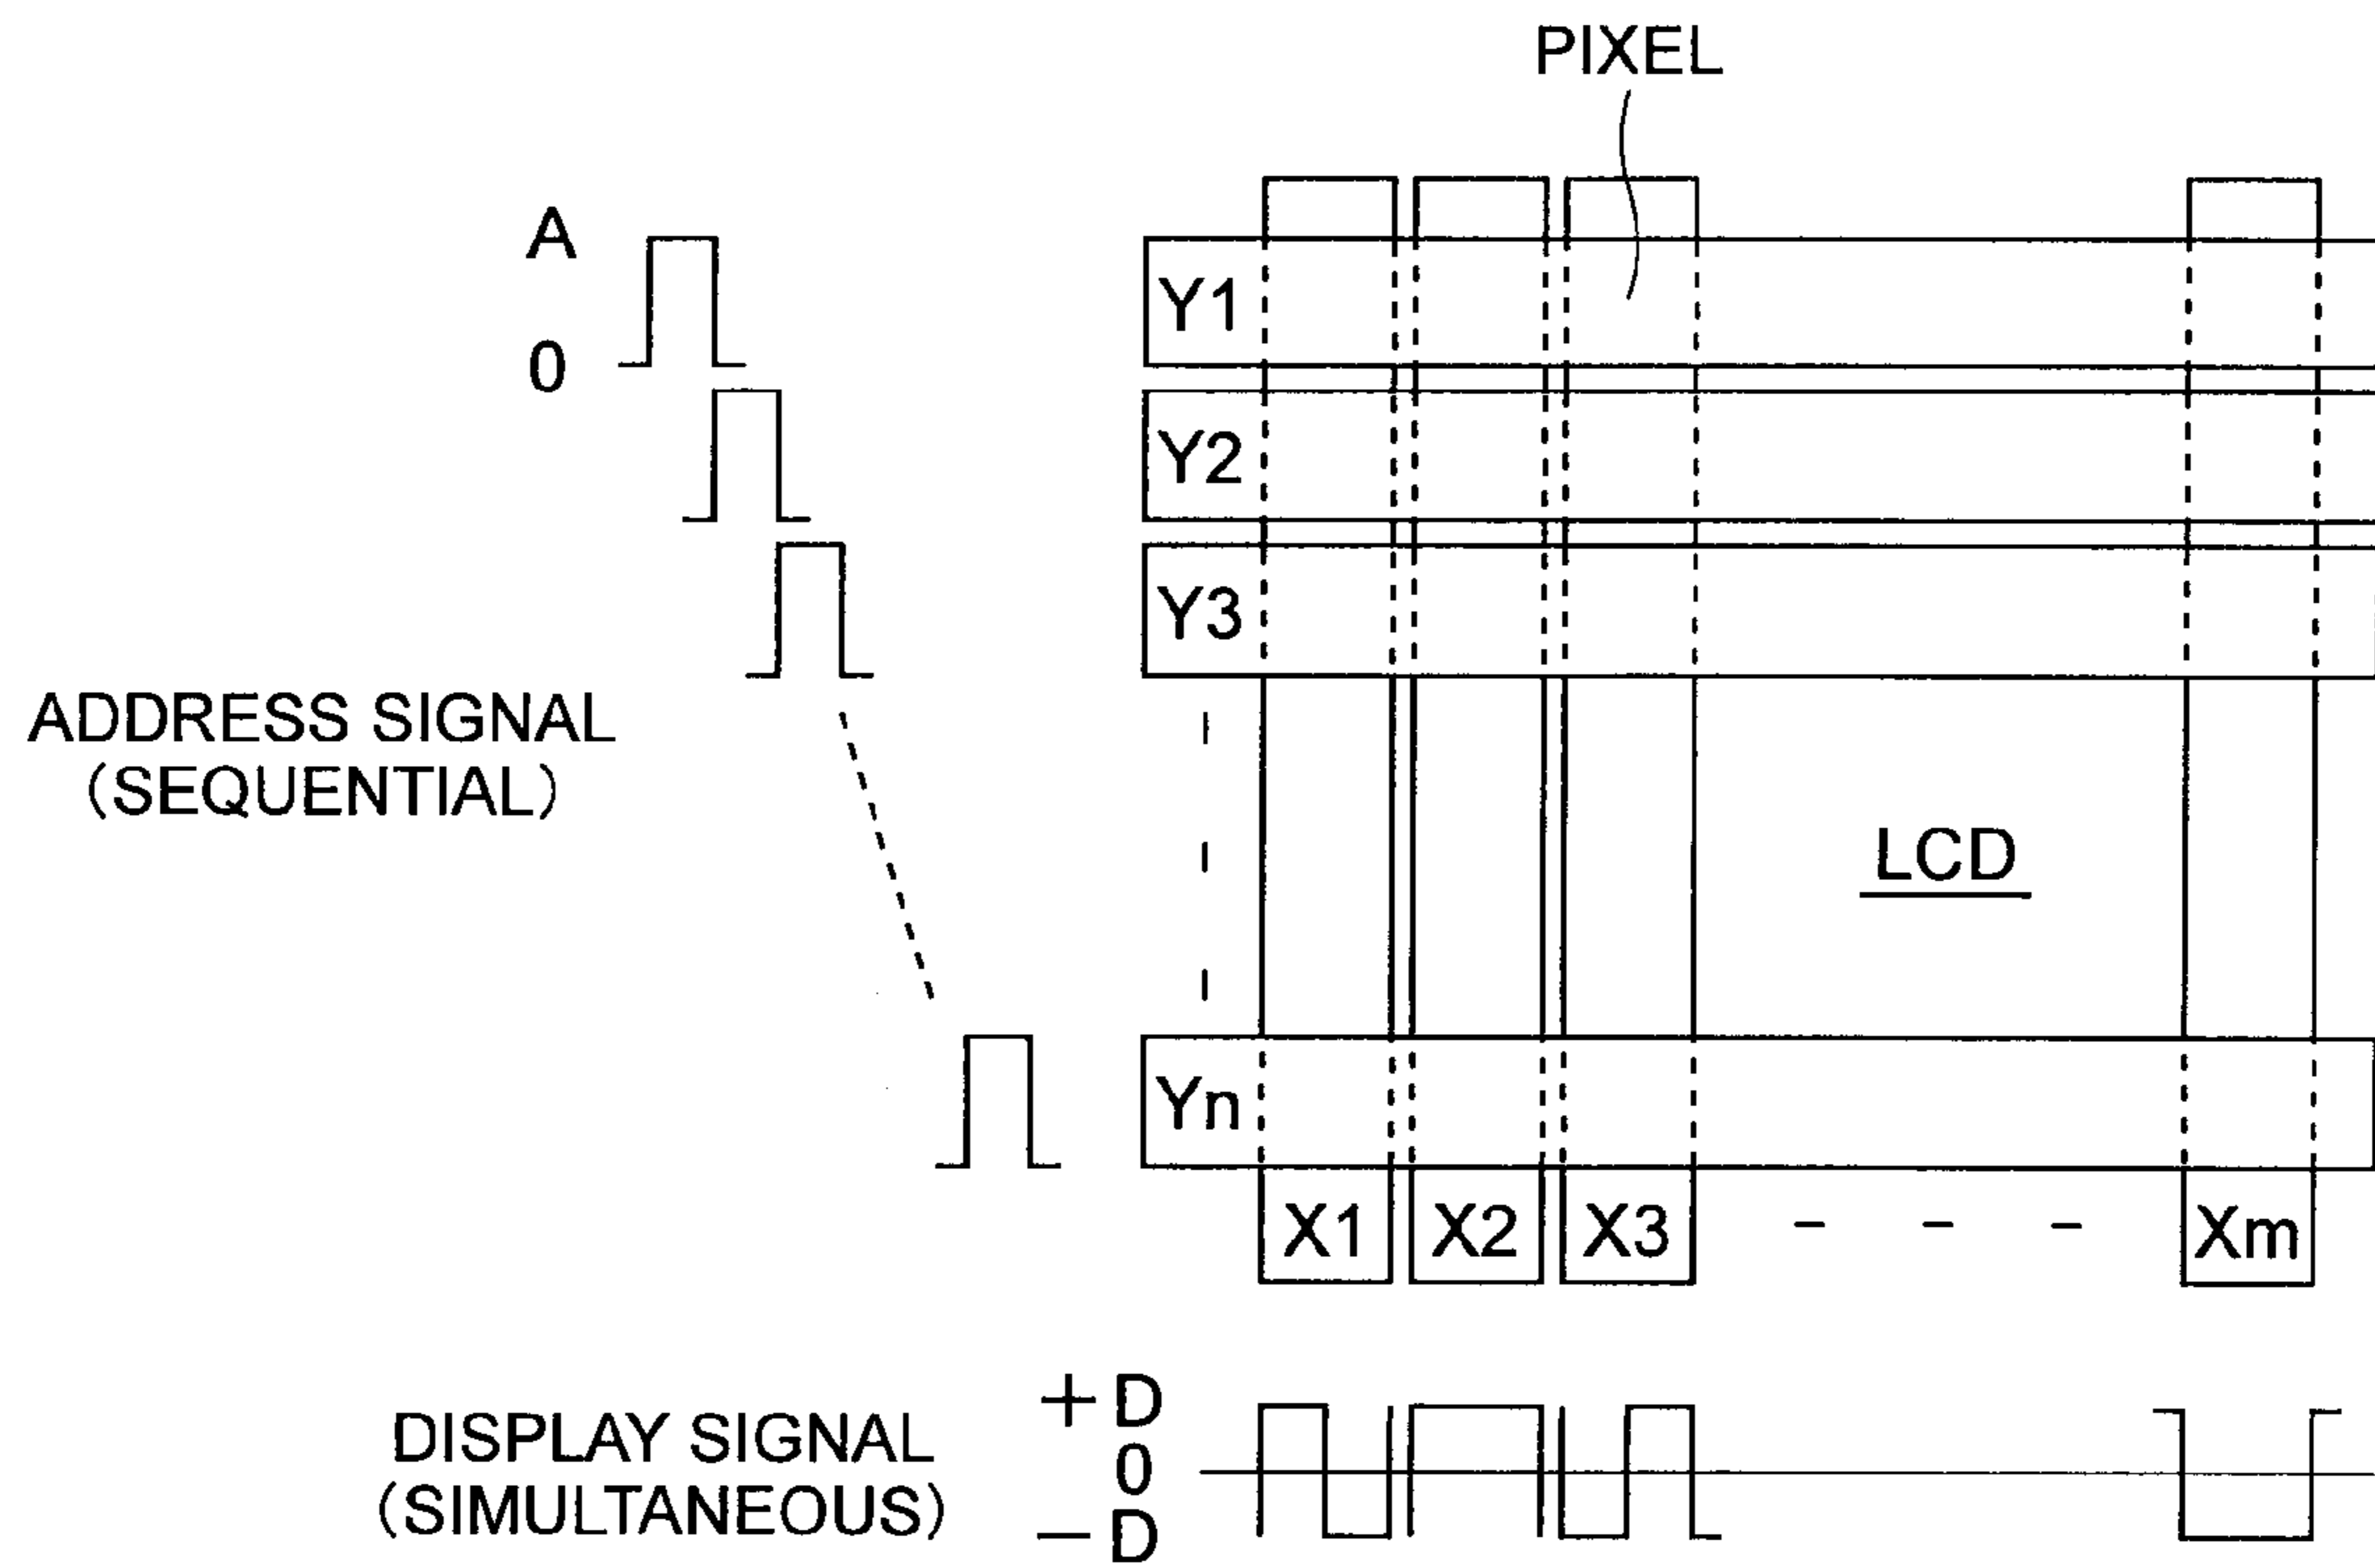 PIXEL
A
0
Y1
Y2
Y3
ADDRESS SIGNAL
(SEQUENTIAL)
LCD
Yn
X1 X2 X3 - - - Xm
DISPLAY SIGNAL
(SIMULTANEOUS)
+D
0
-D